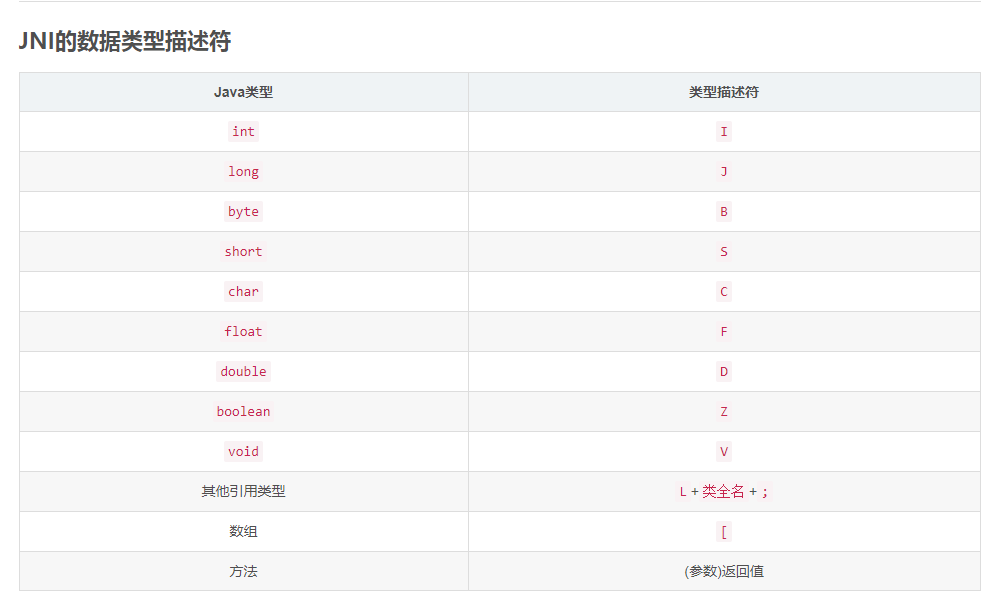 JNI的数据类型描述符
Java类型 类型描述符
int I
long J
byte B
short S
char C
float F
double D
boolean Z
void V
其他引用类型 L + 类全名 + ;
数组 [
方法 (参数)返回值